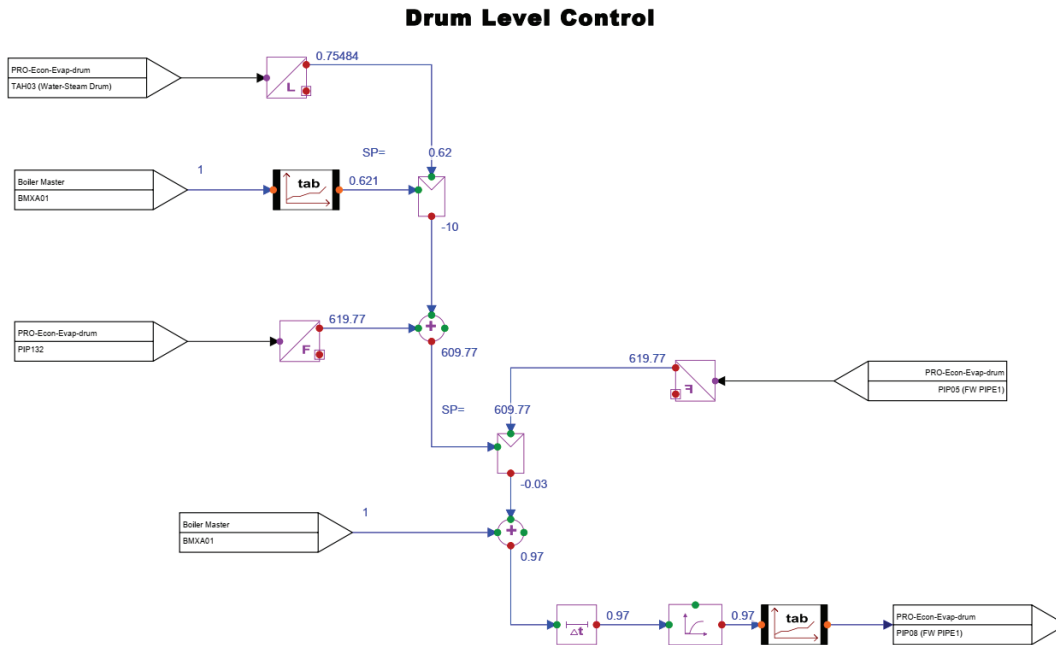 Drum Level Control
0.75484
PRO-Econ-Evap-drum
TAH03 (Water-Steam Drum)
L
SP= 0.62
1
Boiler Master
BMXA01
tab
0.621
-10
PRO-Econ-Evap-drum
PIP132
F
619.77
+
609.77
619.77
F
PRO-Econ-Evap-drum
PIP05 (FW PIPE1)
SP= 609.77
-0.03
1
Boiler Master
BMXA01
+
0.97
Δt
0.97
0.97
tab
PRO-Econ-Evap-drum
PIP08 (FW PIPE1)